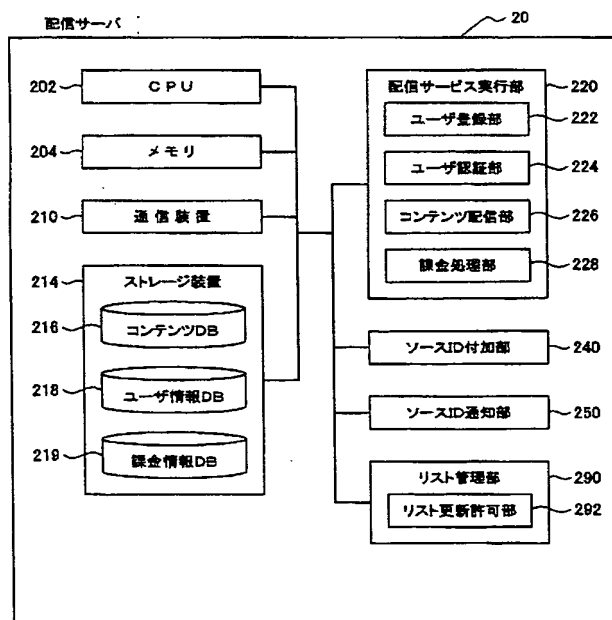 配信サーバ
20
202
CPU
204
メモリ
210
通信装置
214
ストレージ装置
216
コンテンツDB
218
ユーザ情報DB
219
課金情報DB
配信サービス実行部
220
ユーザ登録部
222
ユーザ認証部
224
コンテンツ配信部
226
課金処理部
228
ソースID付加部
240
ソースID通知部
250
リスト管理部
290
リスト更新許可部
292